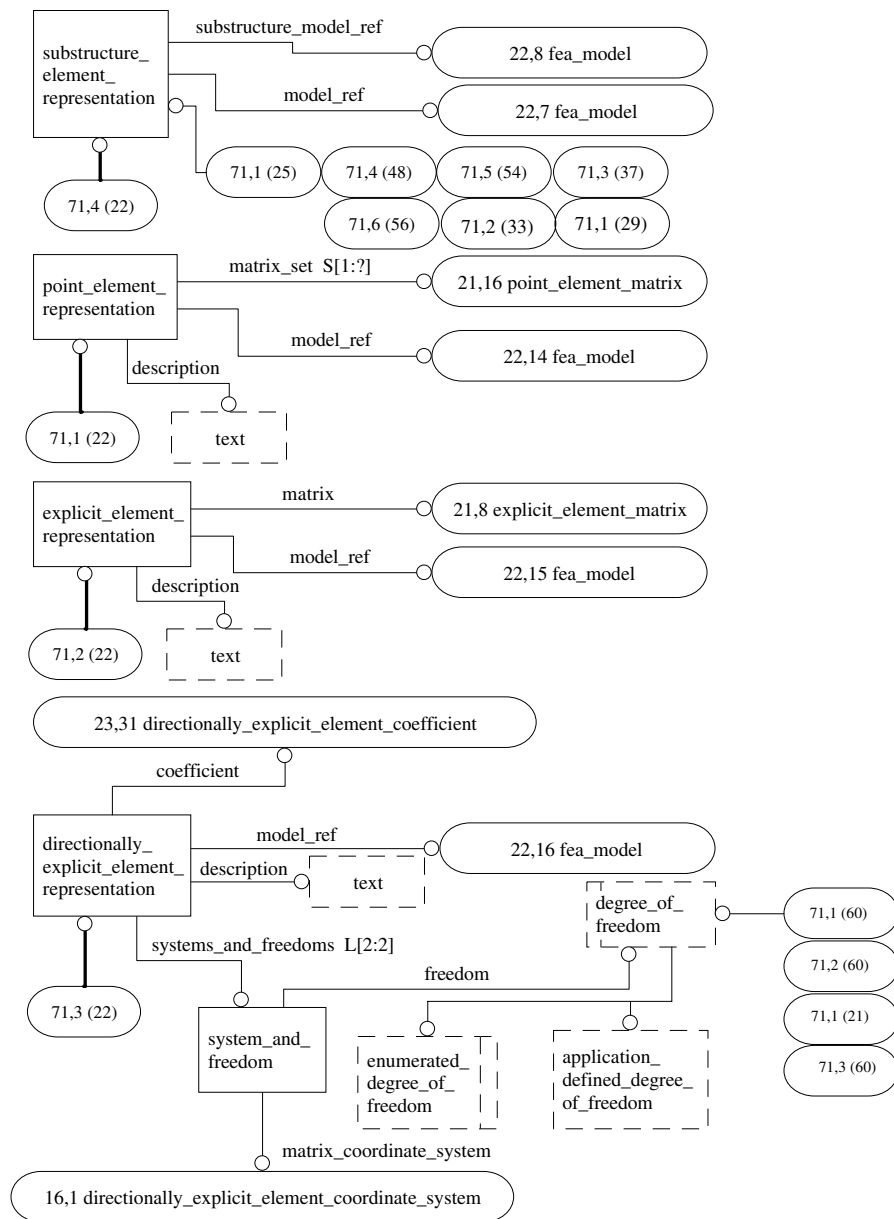 substructure_model_ref
substructure_
element_
representation
22,8 fea_model
model_ref
22,7 fea_model
71,1 (25)
71,4 (48)
71,5 (54)
71,3 (37)
71,4 (22)
71,6 (56)
71,2 (33)
71,1 (29)
matrix_set S[1:?]
point_element_
representation
21,16 point_element_matrix
model_ref
22,14 fea_model
description
71,1 (22)
text
matrix
explicit_element_
representation
21,8 explicit_element_matrix
model_ref
22,15 fea_model
description
71,2 (22)
text
23,31 directionally_explicit_element_coefficient
coefficient
directionally_
explicit_element_
representation
model_ref
22,16 fea_model
description
text
degree_of_
freedom
71,1 (60)
71,2 (60)
71,1 (21)
71,3 (60)
systems_and_freedoms L[2:2]
freedom
71,3 (22)
system_and_
freedom
enumerated_
degree_of_
freedom
application_
defined_degree_
of_freedom
matrix_coordinate_system
16,1 directionally_explicit_element_coordinate_system